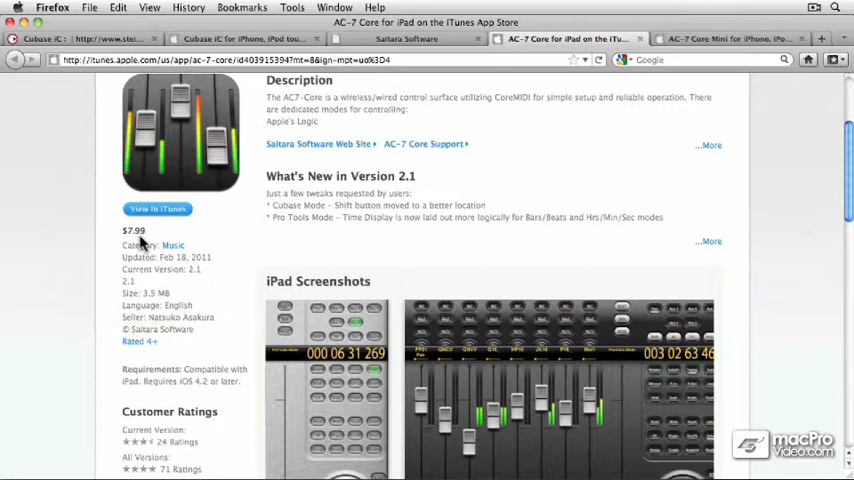 Firefox File Edit View History Bookmarks Tools Window Help
AC-7 Core for iPad on the iTunes App Store
Cubase iC : | http://www.stei... Cubase iC for iPhone, iPod tou... Saitara Software AC-7 Core for iPad on the iTu... AC-7 Core Mini for iPhone, iPo...
http://itunes.apple.com/us/app/ac-7-core/id403915394?mt=8&ign-mpt=uo%3D4
Google
Description
The AC7-Core is a wireless/wired control surface utilizing CoreMIDI for simple setup and reliable operation. There
are dedicated modes for controlling:
Apple's Logic
Saitara Software Web Site AC-7 Core Support
...More
What's New in Version 2.1
Just a few tweaks requested by users:
* Cubase Mode - Shift button moved to a better location
* Pro Tools Mode - Time Display is now laid out more logically for Bars/Beats and Hrs/Min/Sec modes
...More
View In iTunes
$7.99
Category: Music
Updated: Feb 18, 2011
Current Version: 2.1
2.1
Size: 3.5 MB
Language: English
Seller: Natsuko Asakura
© Saitara Software
Rated 4+
Requirements: Compatible with
iPad. Requires iOS 4.2 or later.
Customer Ratings
Current Version:
24 Ratings
All Versions:
71 Ratings
iPad Screenshots
000 06 31 269
003 02 63 46
macPro
Video.com